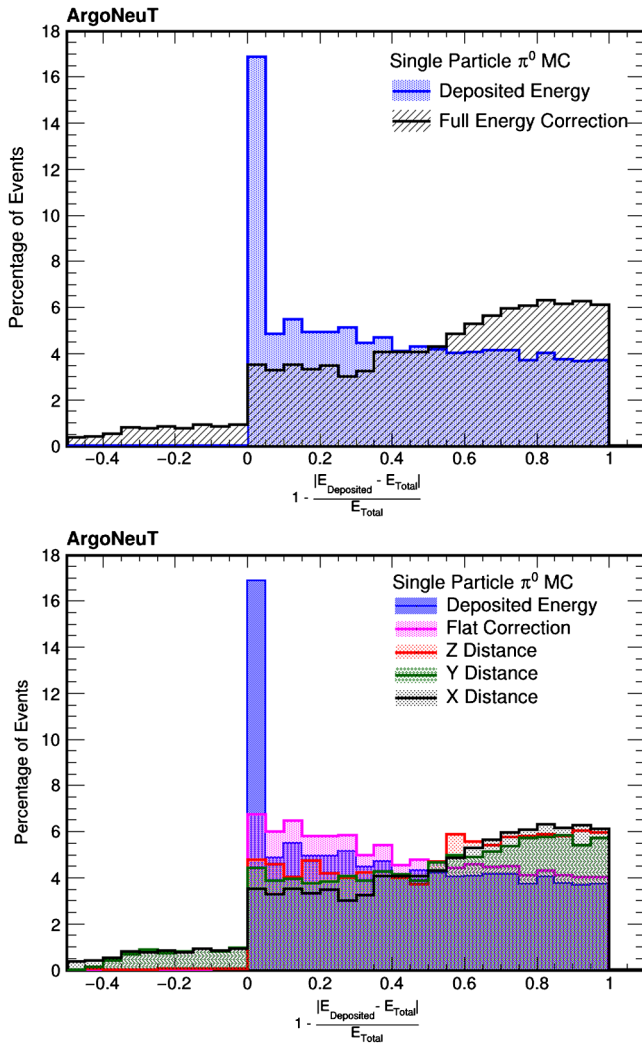 ArgoNeuT
18
16
14
12
10
8
6
4
2
0
Percentage of Events
Single Particle π⁰ MC
Deposited Energy
Full Energy Correction
−0.4 −0.2 0 0.2 0.4 0.6 0.8 1
1 - |E_Deposited - E_Total| / E_Total
ArgoNeuT
18
16
14
12
10
8
6
4
2
0
Percentage of Events
Single Particle π⁰ MC
Deposited Energy
Flat Correction
Z Distance
Y Distance
X Distance
−0.4 −0.2 0 0.2 0.4 0.6 0.8 1
1 - |E_Deposited - E_Total| / E_Total